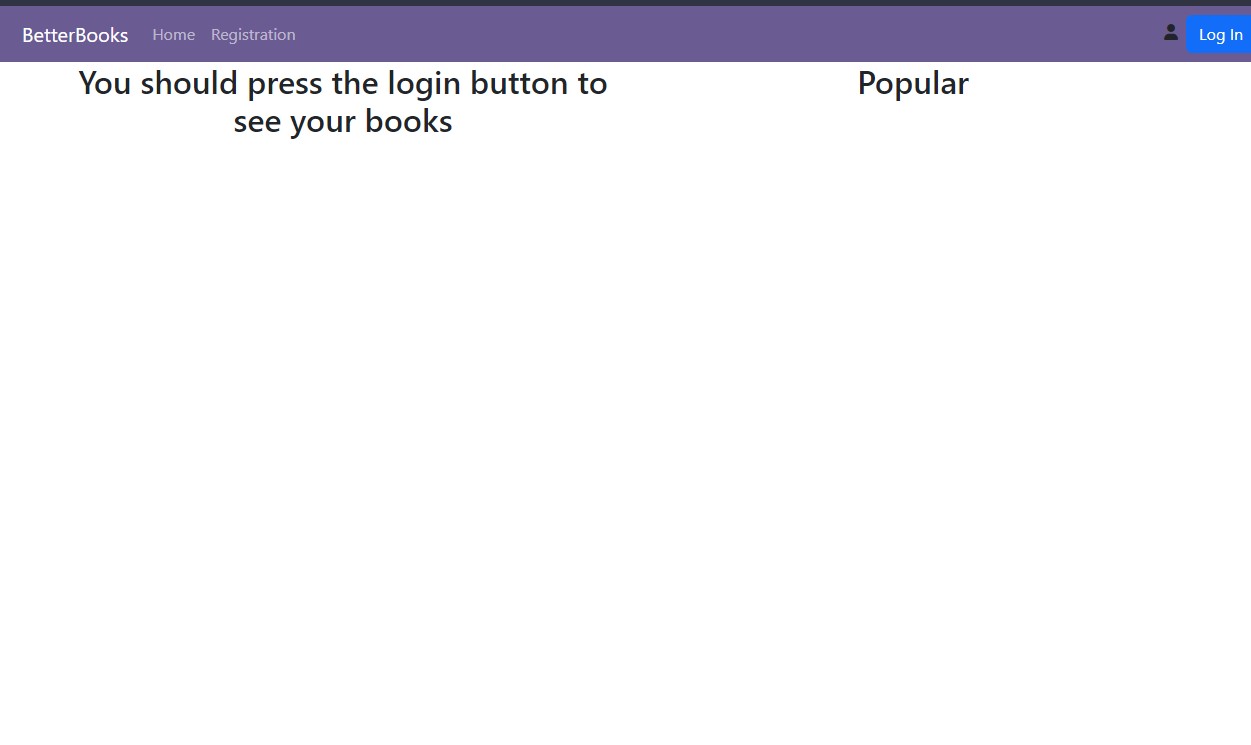 BetterBooks Home Registration Log In
You should press the login button to
see your books
Popular